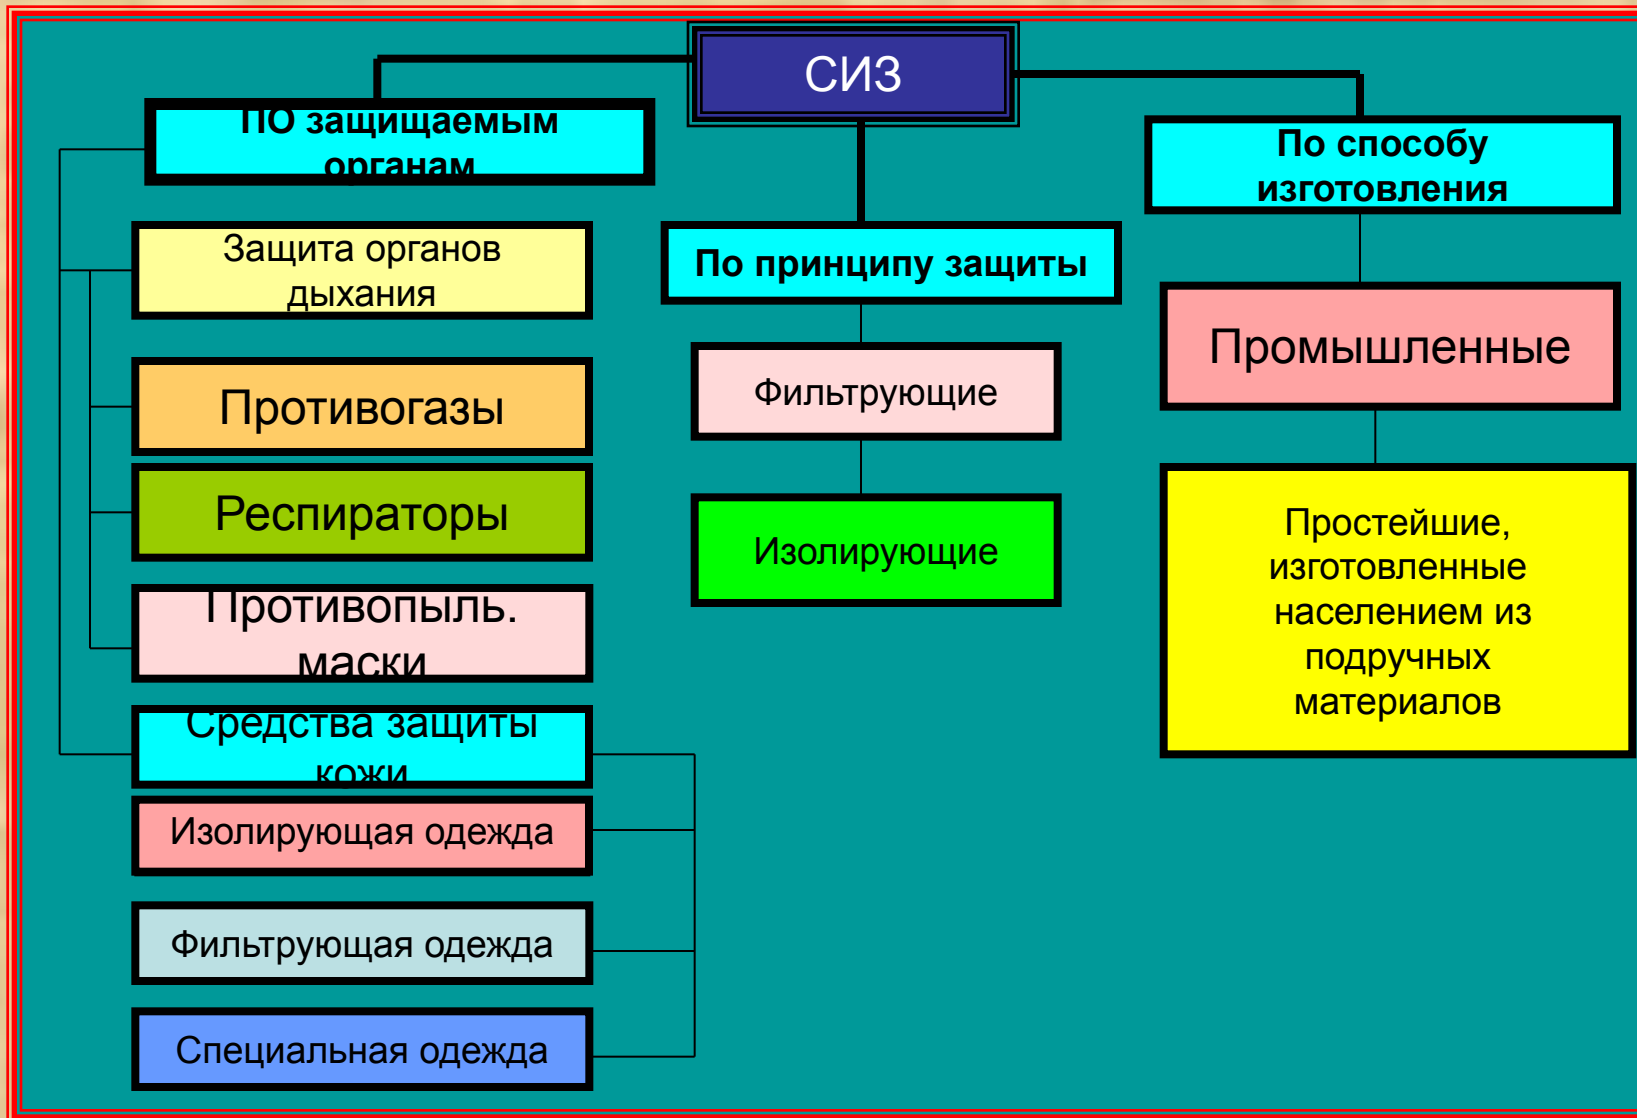 СИЗ
ПО защищаемым
органам
Защита органов
дыхания
Противогазы
Респираторы
Противопыль.
маски
Средства защиты
кожи
Изолирующая одежда
Фильтрующая одежда
Специальная одежда
По принципу защиты
Фильтрующие
Изолирующие
По способу
изготовления
Промышленные
Простейшие,
изготовленные
населением из
подручных
материалов